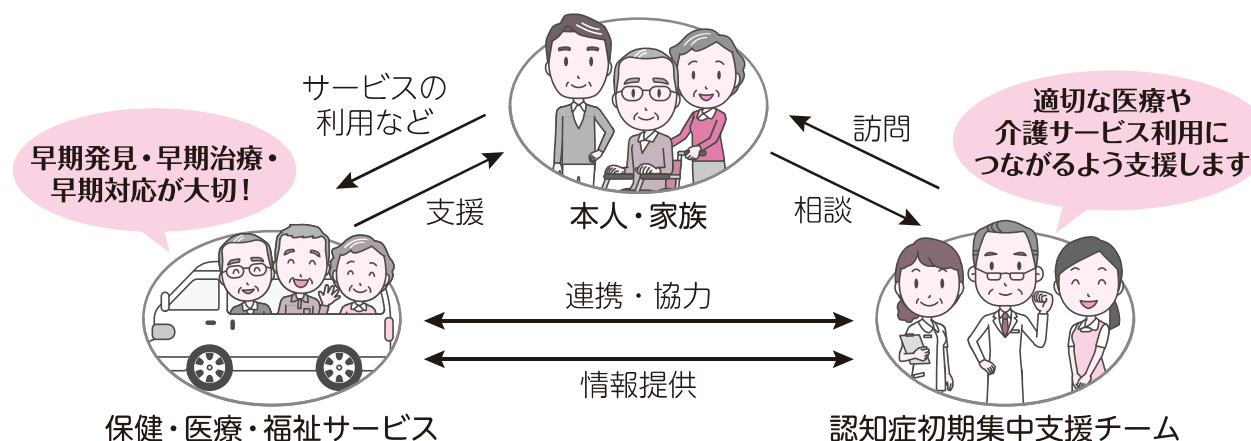 サービスの
利用など
早期発見・早期治療・
早期対応が大切！
支援
本人・家族
訪問
相談
適切な医療や
介護サービス利用に
つながるよう支援します
連携・協力
情報提供
保健・医療・福祉サービス
認知症初期集中支援チーム